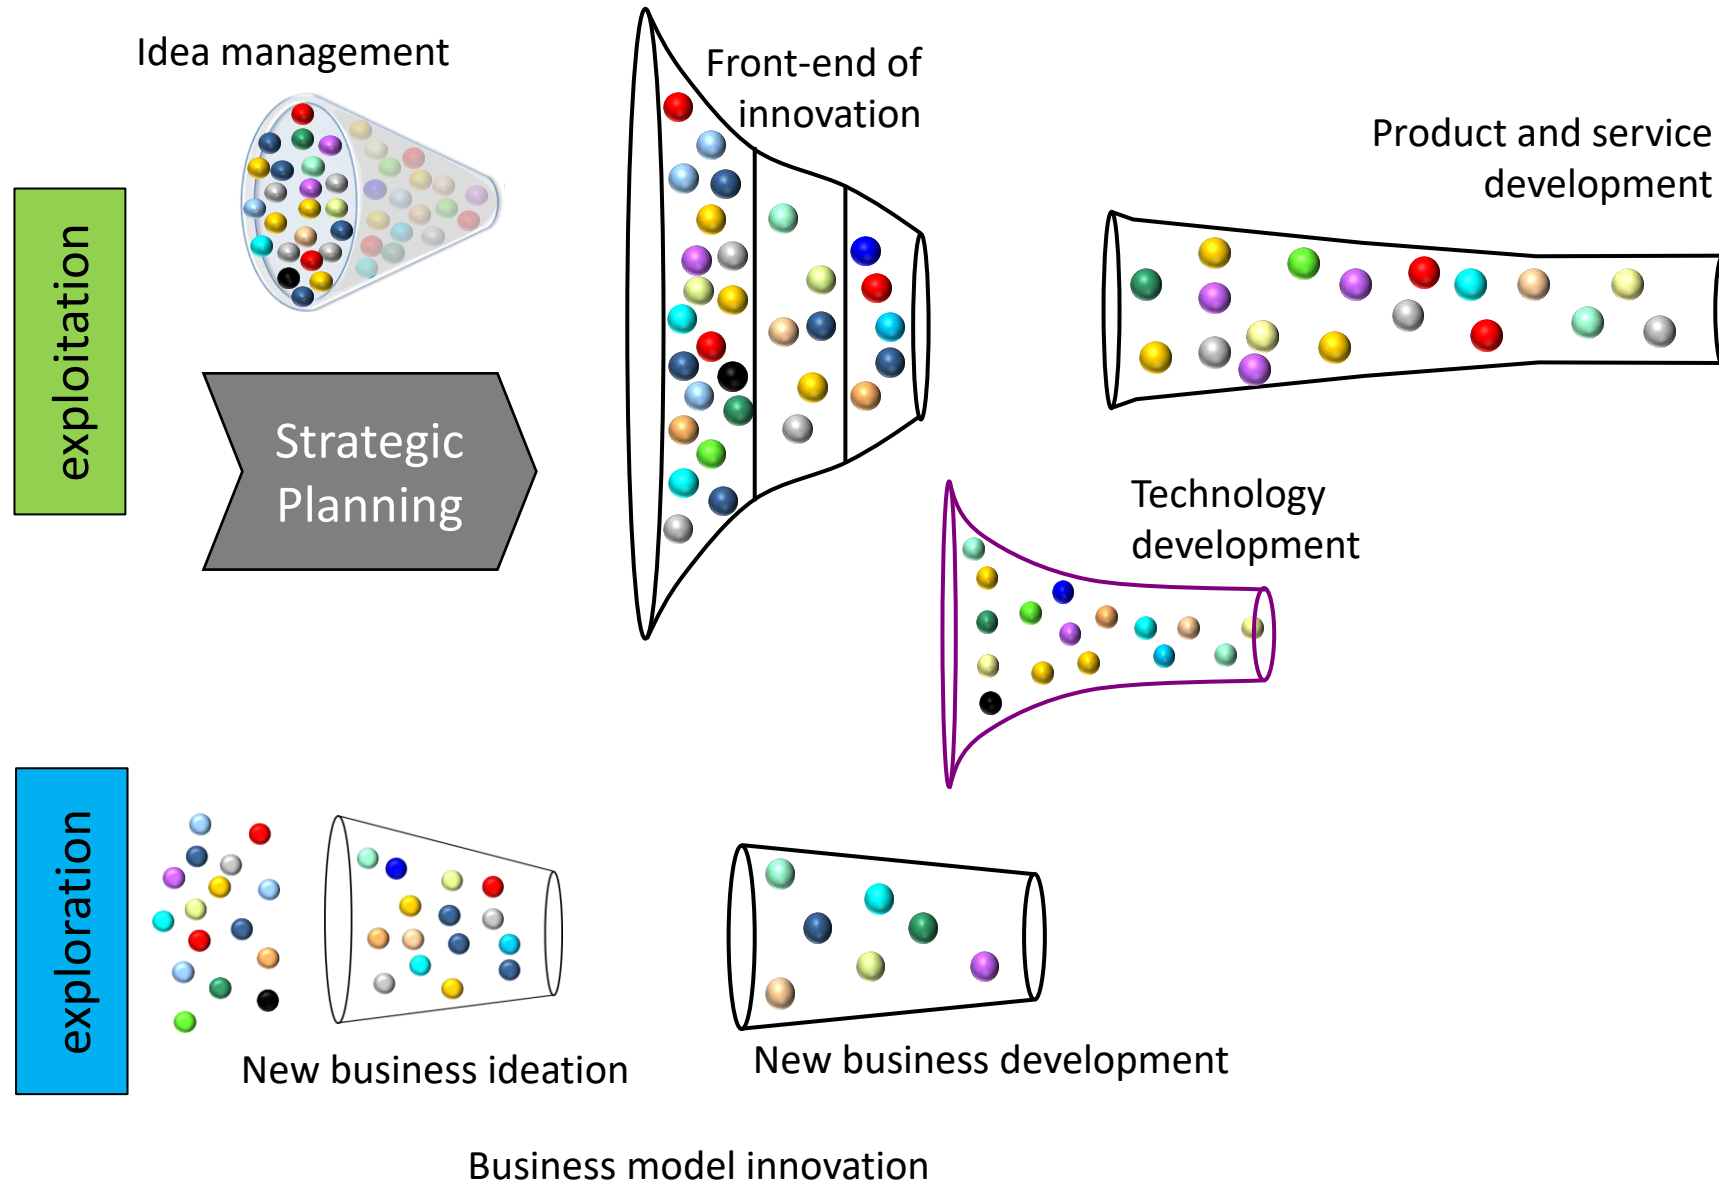 Idea management
Front-end of
innovation
Product and service
development
exploitation
Strategic
Planning
Technology
development
exploration
New business ideation
New business development
Business model innovation